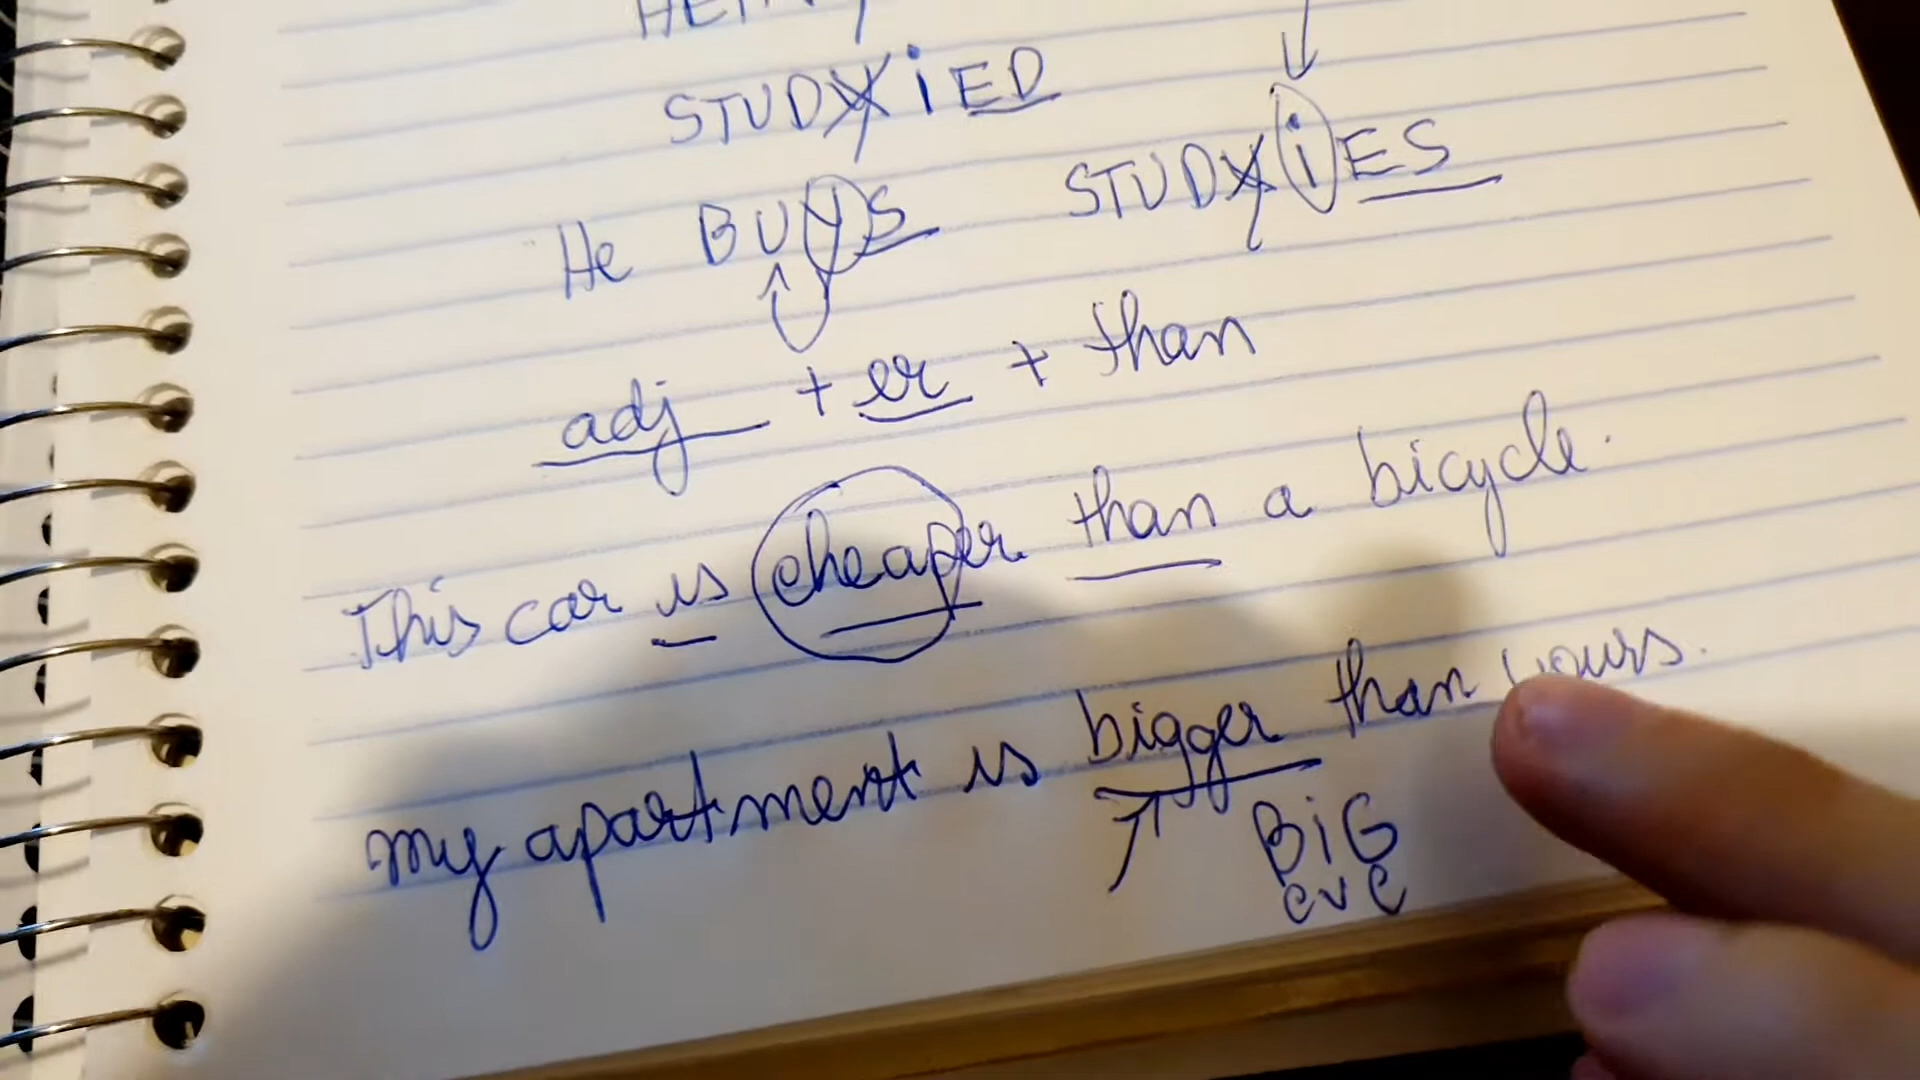 STUDYiED
He BUYS STUDYiES
adj + er + than
This car is cheaper than a bicycle.
my apartment is bigger than yours.
BiG
cvc